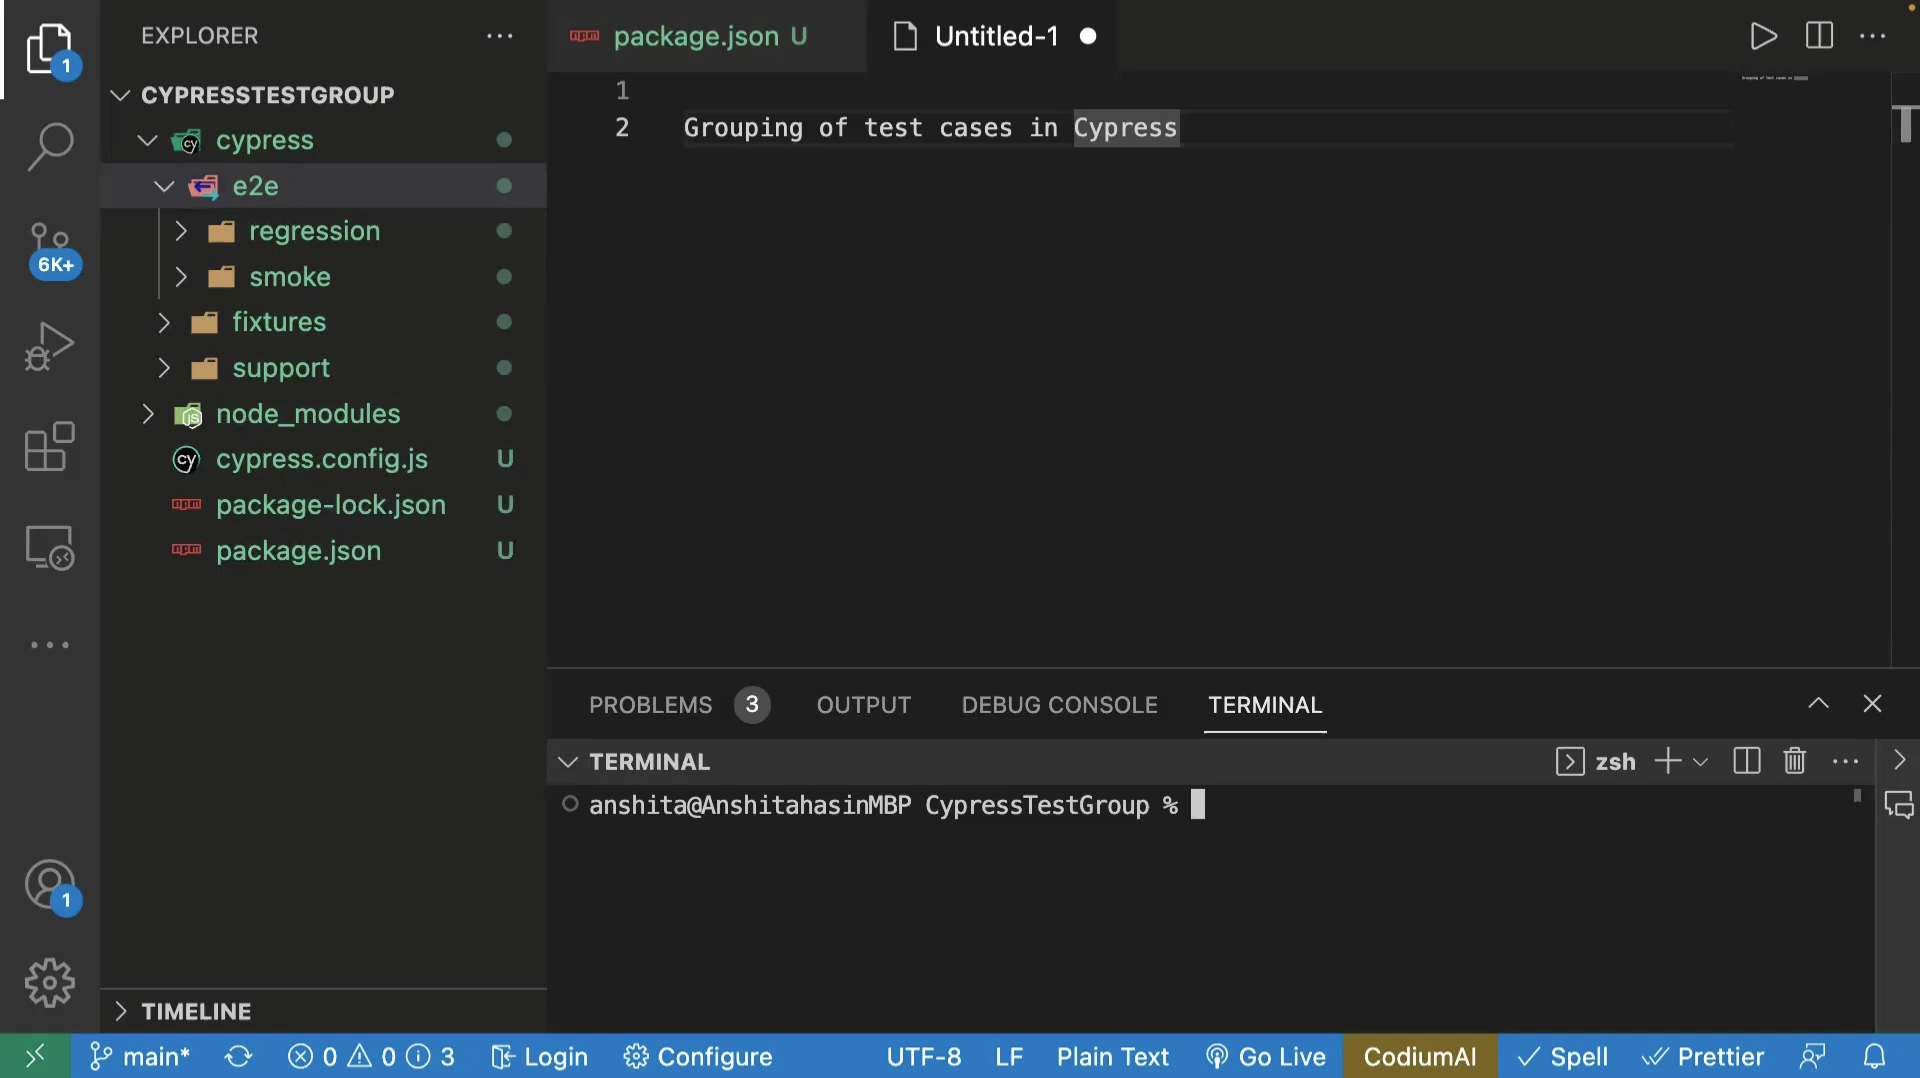 EXPLORER
CYPRESSTESTGROUP
cypress
e2e
regression
smoke
fixtures
support
node_modules
cypress.config.js U
package-lock.json U
package.json U
TIMELINE
1
6K+
1
package.json U
Untitled-1
1
2 Grouping of test cases in Cypress
PROBLEMS 3 OUTPUT DEBUG CONSOLE TERMINAL
TERMINAL
zsh
anshita@AnshitahasinMBP CypressTestGroup %
main* 0 0 3 Login Configure UTF-8 LF Plain Text Go Live CodiumAI Spell Prettier